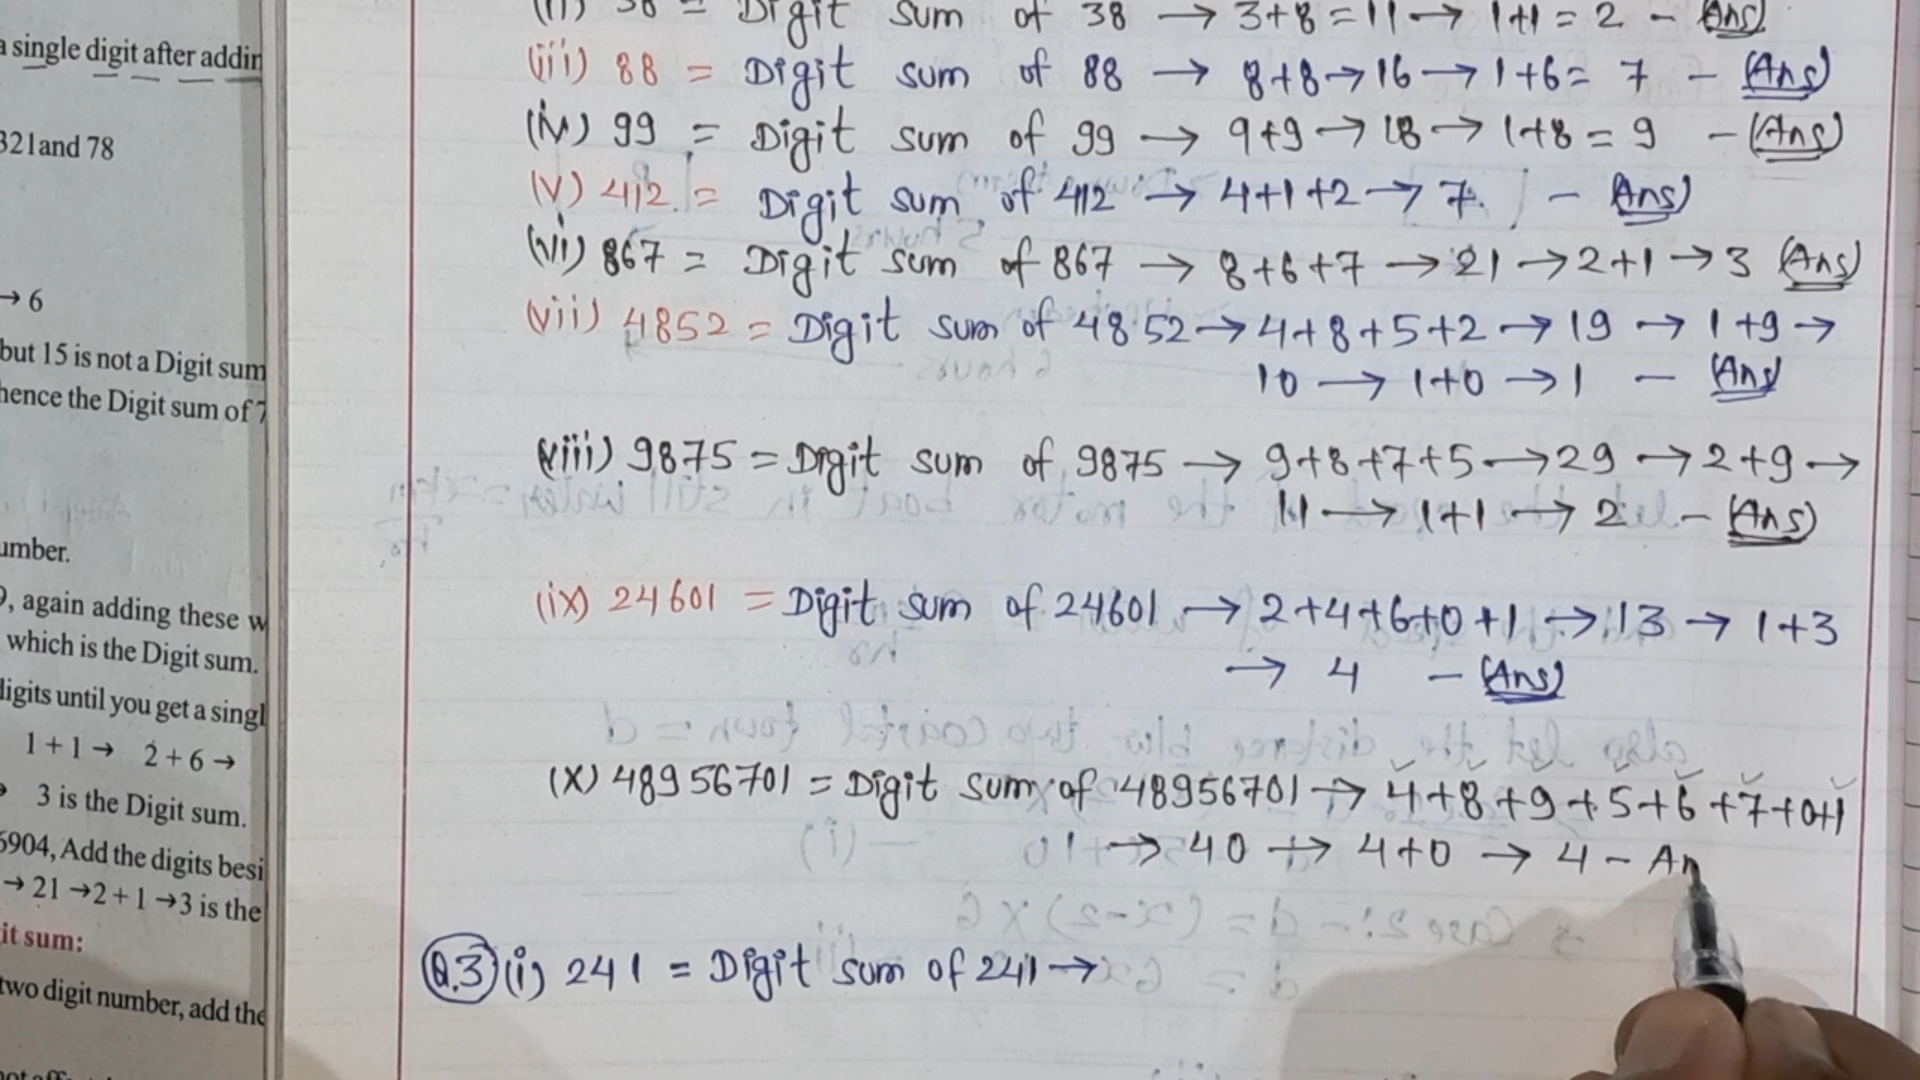 a single digit after addin
321and 78
→ 6
but 15 is not a Digit sum
hence the Digit sum of 7
umber.
9, again adding these w
which is the Digit sum.
digits until you get a singl
1 + 1 → 2 + 6 →
3 is the Digit sum.
6904, Add the digits besi
→ 21 → 2 + 1 → 3 is the
it sum:
two digit number, add the
(ii) 38 = Digit sum of 38 → 3+8 = 11 → 1+1 = 2 - (Ans)
(iii) 88 = Digit sum of 88 → 8+8 → 16 → 1+6 = 7 - (Ans)
(iv) 99 = Digit sum of 99 → 9+9 → 18 → 1+8 = 9 - (Ans)
(v) 412 = Digit sum of 412 → 4+1+2 → 7. - Ans)
(vi) 867 = Digit sum of 867 → 8+6+7 → 21 → 2+1 → 3 (Ans)
(vii) 4852 = Digit sum of 4852 → 4+8+5+2 → 19 → 1+9 →
10 → 1+0 → 1 - (Ans)
(viii) 9875 = Digit sum of 9875 → 9+8+7+5 → 29 → 2+9 →
11 → 1+1 → 2 - (Ans)
(ix) 24601 = Digit sum of 24601 → 2+4+6+0+1 → 13 → 1+3
→ 4 - (Ans)
(x) 48956701 = Digit sum of 48956701 → 4+8+9+5+6+7+0+1
→ 40 → 4+0 → 4 - An
Q.3 (i) 241 = Digit sum of 241 →